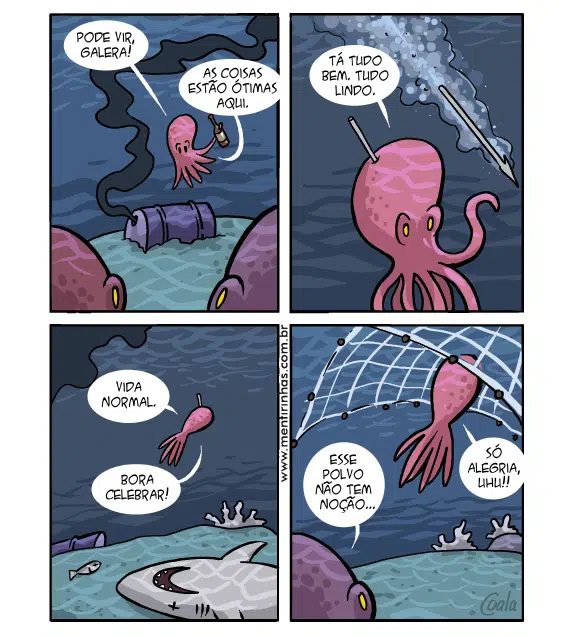 PODE VIR,
GALERA!
AS COISAS
ESTÃO ÓTIMAS
AQUI.
TÁ TUDO
BEM. TUDO
LINDO.
VIDA
NORMAL.
BORA
CELEBRAR!
www.mentirinhas.com.br
SÓ
ALEGRIA,
UHU!!
ESSE
POLVO
NÃO TEM
NOÇÃO...
Coala